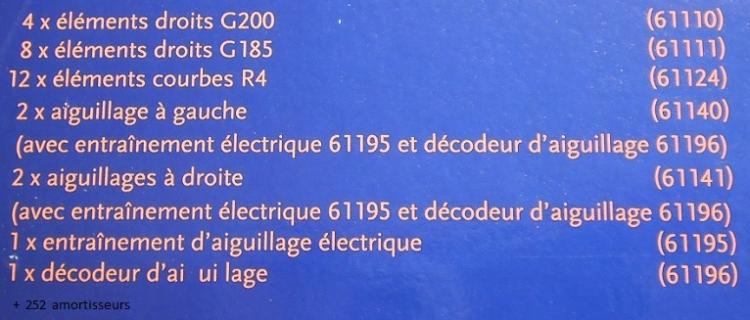 4 x éléments droits G200 (61110)
8 x éléments droits G185 (61111)
12 x éléments courbes R4 (61124)
2 x aiguillage à gauche (61140)
(avec entraînement électrique 61195 et décodeur d'aiguillage 61196)
2 x aiguillages à droite (61141)
(avec entraînement électrique 61195 et décodeur d'aiguillage 61196)
1 x entraînement d'aiguillage électrique (61195)
1 x décodeur d'ai ui lage (61196)
+ 252 amortisseurs